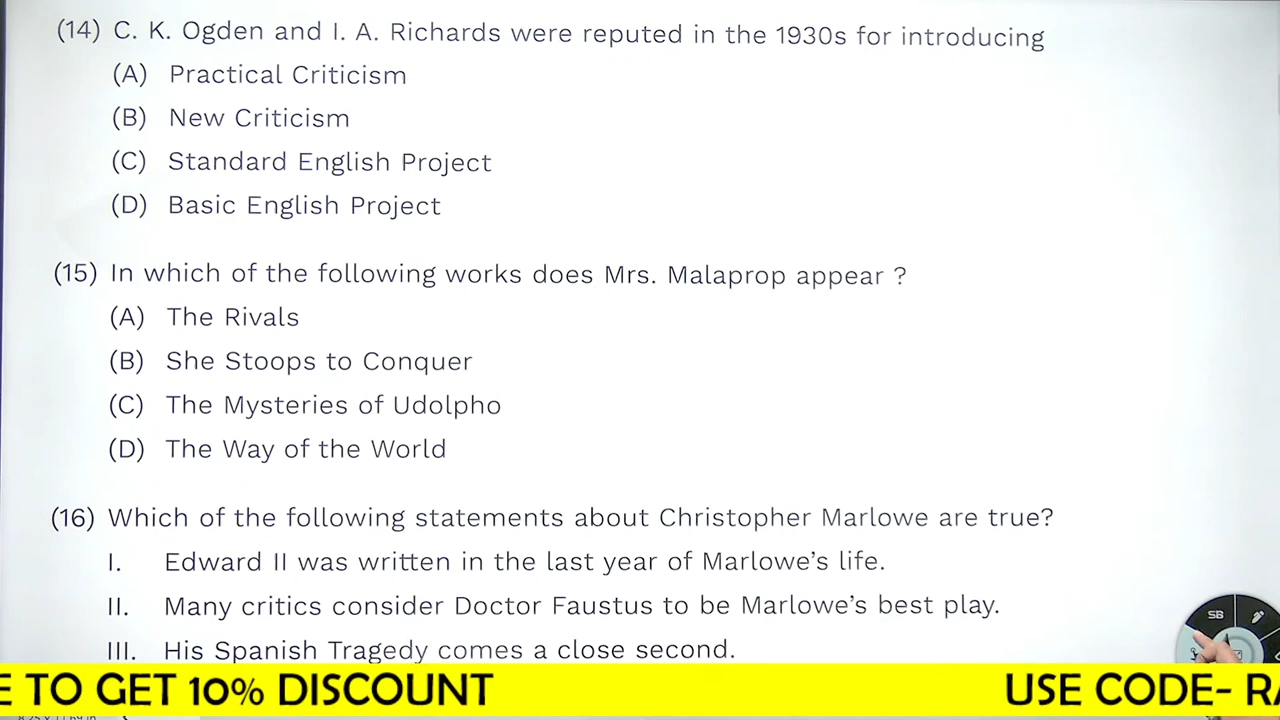 (14) C. K. Ogden and I. A. Richards were reputed in the 1930s for introducing
(A) Practical Criticism
(B) New Criticism
(C) Standard English Project
(D) Basic English Project
(15) In which of the following works does Mrs. Malaprop appear ?
(A) The Rivals
(B) She Stoops to Conquer
(C) The Mysteries of Udolpho
(D) The Way of the World
(16) Which of the following statements about Christopher Marlowe are true?
I. Edward II was written in the last year of Marlowe's life.
II. Many critics consider Doctor Faustus to be Marlowe's best play.
SB
III. His Spanish Tragedy comes a close second.
E TO GET 10% DISCOUNT USE CODE- RA